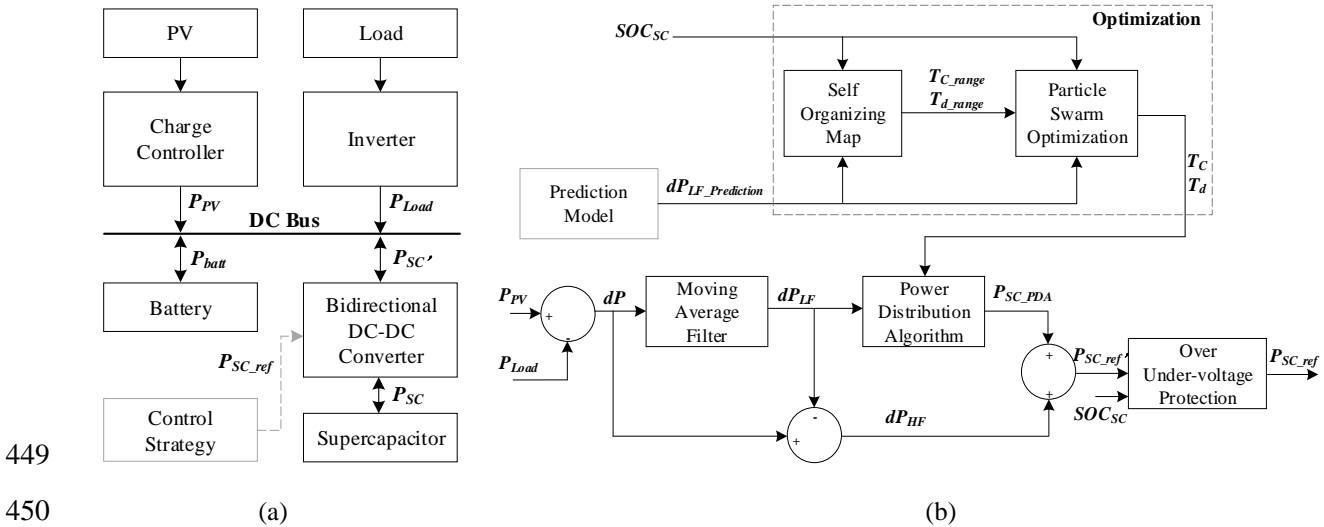 PV
Load
Charge
Controller
Inverter
P_PV
P_Load
DC Bus
P_batt
P_SC'
Battery
Bidirectional
DC-DC
Converter
P_SC_ref
P_SC
Control
Strategy
Supercapacitor
449
450
(a)
Optimization
SOC_SC
Self
Organizing
Map
T_C_range
T_d_range
Particle
Swarm
Optimization
T_C
T_d
Prediction
Model
dP_LF_Prediction
P_PV
+
-
P_Load
dP
Moving
Average
Filter
dP_LF
Power
Distribution
Algorithm
P_SC_PDA
+
+
P_SC_ref'
SOC_SC
Over
Under-voltage
Protection
P_SC_ref
-
+
dP_HF
(b)